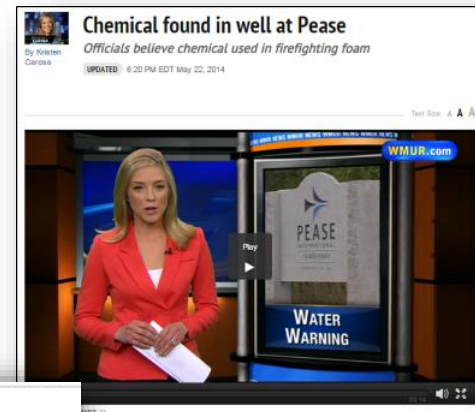 Chemical found in well at Pease
By Kristen
Carosa
Officials believe chemical used in firefighting foam
UPDATED 6:20 PM EDT May 22, 2014
Text Size: A A A
WMUR.com
Play
PEASE
INTERNATIONAL
WATER
WARNING